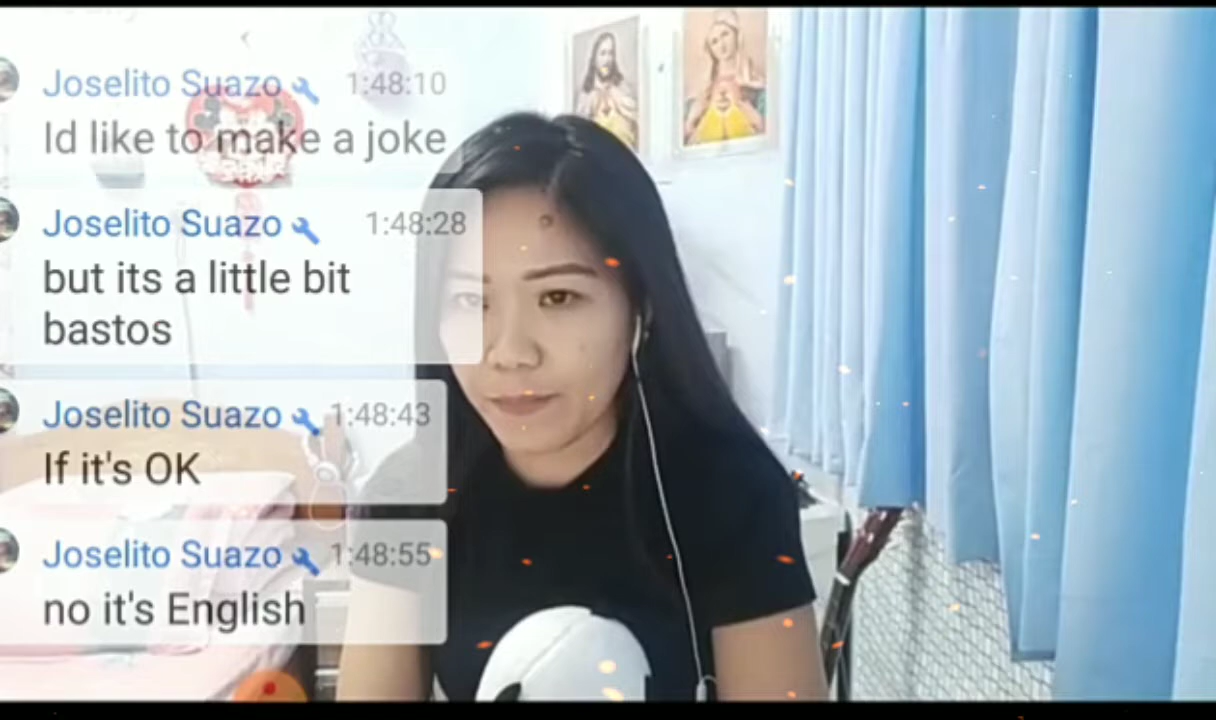 Joselito Suazo 1:48:10
Id like to make a joke
Joselito Suazo 1:48:28
but its a little bit
bastos
Joselito Suazo 1:48:43
If it's OK
Joselito Suazo 1:48:55
no it's English